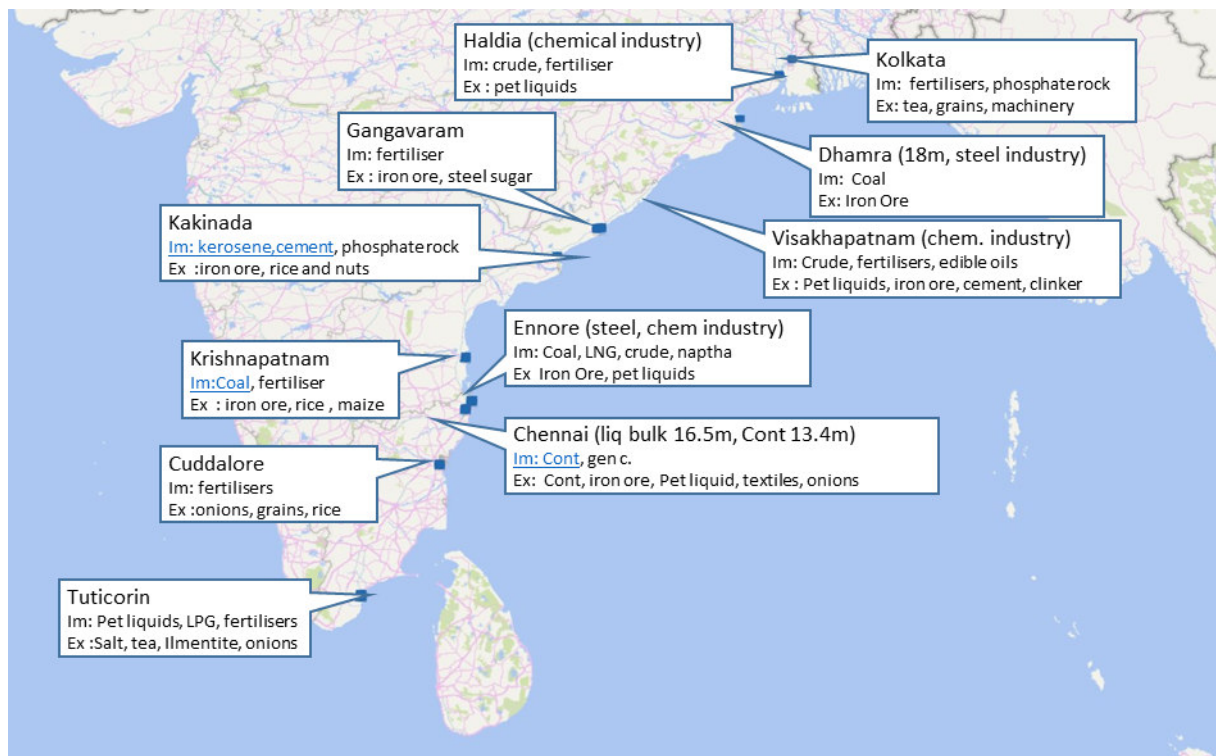 Haldia (chemical industry)
Im: crude, fertiliser
Ex : pet liquids
Kolkata
Im:  fertilisers, phosphate rock
Ex: tea, grains, machinery
Gangavaram
Im: fertiliser
Ex : iron ore, steel sugar
Dhamra (18m, steel industry)
Im:  Coal
Ex: Iron Ore
Kakinada
Im: kerosene,cement, phosphate rock
Ex  :iron ore, rice and nuts
Visakhapatnam (chem. industry)
Im: Crude, fertilisers, edible oils
Ex : Pet liquids, iron ore, cement, clinker
Ennore (steel, chem industry)
Im: Coal, LNG, crude, naptha
Ex  Iron Ore, pet liquids
Krishnapatnam
Im:Coal, fertiliser
Ex  : iron ore, rice , maize
Chennai (liq bulk 16.5m, Cont 13.4m)
Im: Cont, gen c.
Ex:  Cont, iron ore, Pet liquid, textiles, onions
Cuddalore
Im: fertilisers
Ex :onions, grains, rice
Tuticorin
Im: Pet liquids, LPG, fertilisers
Ex :Salt, tea, Ilmentite, onions